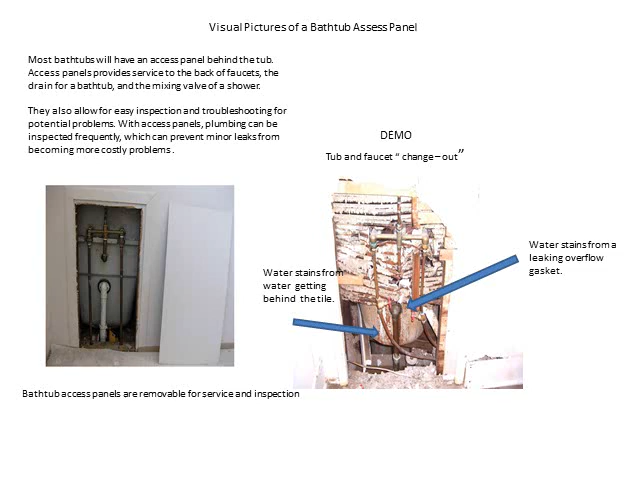 Visual Pictures of a Bathtub Assess Panel
Most bathtubs will have an access panel behind the tub.
Access panels provides service to the back of faucets, the
drain for a bathtub, and the mixing valve of a shower.
They also allow for easy inspection and troubleshooting for
potential problems. With access panels, plumbing can be
inspected frequently, which can prevent minor leaks from
becoming more costly problems .
DEMO
Tub and faucet “ change – out”
Water stains from a
leaking overflow
gasket.
Water stains from
water getting
behind the tile.
Bathtub access panels are removable for service and inspection